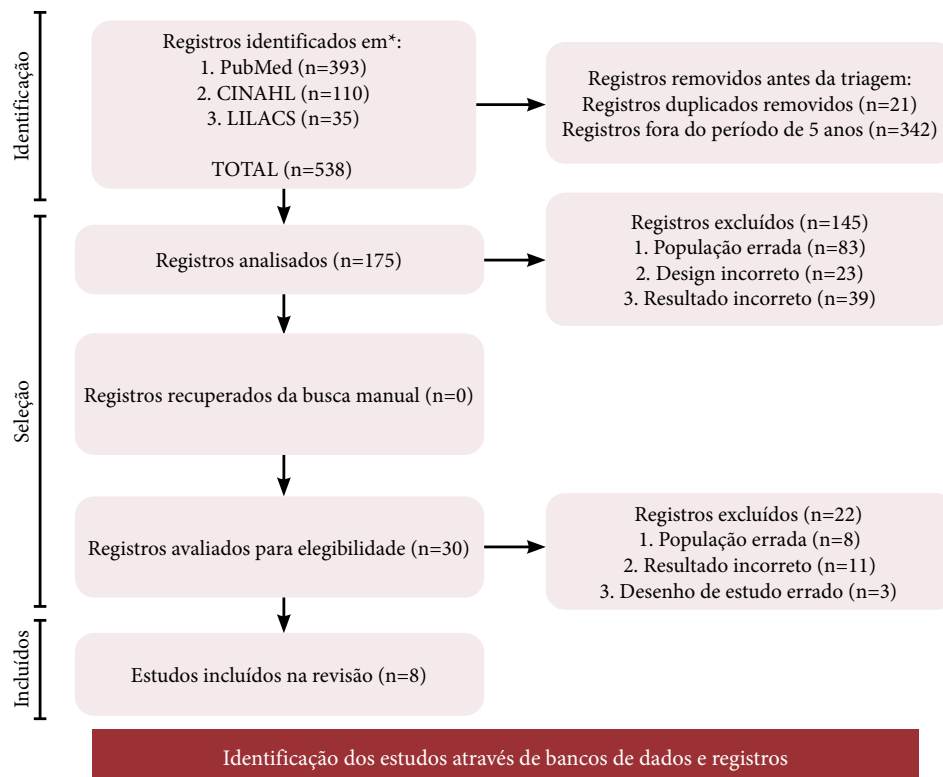 Identificação
Registros identificados em*:
1. PubMed (n=393)
2. CINAHL (n=110)
3. LILACS (n=35)
TOTAL (n=538)
Registros removidos antes da triagem:
Registros duplicados removidos (n=21)
Registros fora do período de 5 anos (n=342)
Seleção
Registros analisados (n=175)
Registros excluídos (n=145)
1. População errada (n=83)
2. Design incorreto (n=23)
3. Resultado incorreto (n=39)
Registros recuperados da busca manual (n=0)
Registros avaliados para elegibilidade (n=30)
Registros excluídos (n=22)
1. População errada (n=8)
2. Resultado incorreto (n=11)
3. Desenho de estudo errado (n=3)
Incluídos
Estudos incluídos na revisão (n=8)
Identificação dos estudos através de bancos de dados e registros